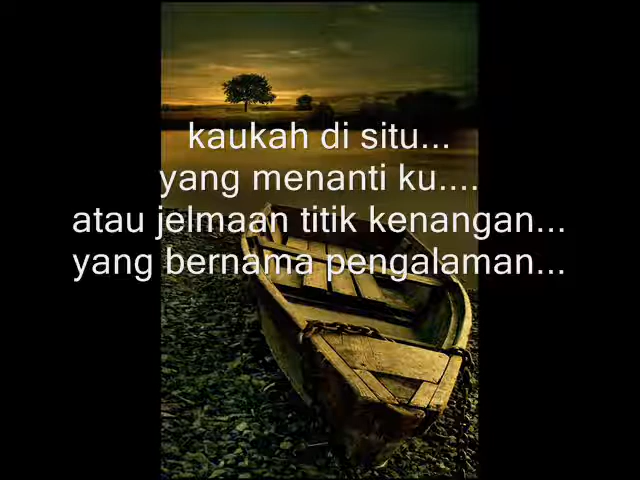 kaukah di situ...
yang menanti ku....
atau jelmaan titik kenangan...
yang bernama pengalaman...